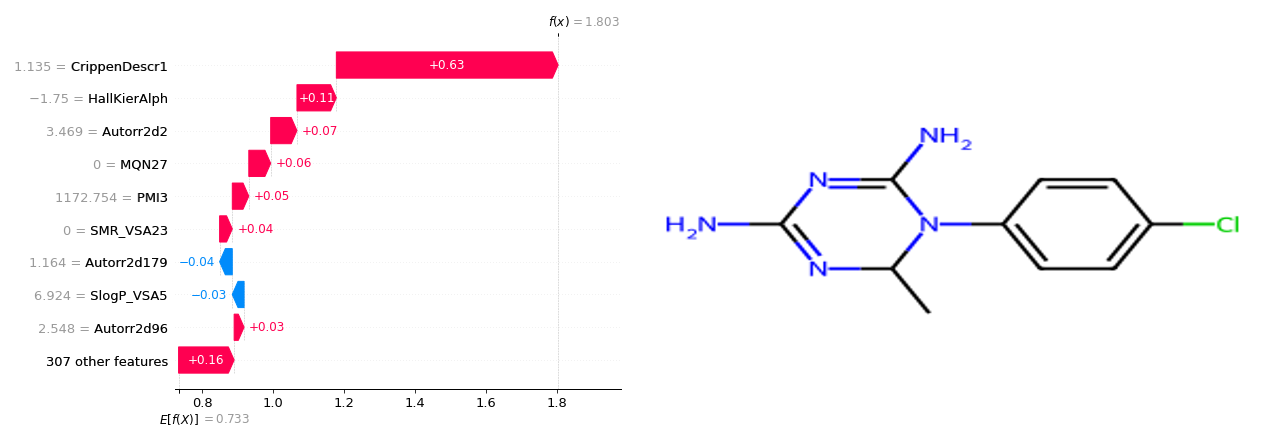 f(x) = 1.803
1.135 = CrippenDescr1
+0.63
−1.75 = HallKierAlph
+0.11
3.469 = Autorr2d2
+0.07
0 = MQN27
+0.06
1172.754 = PMI3
+0.05
0 = SMR_VSA23
+0.04
1.164 = Autorr2d179
−0.04
6.924 = SlogP_VSA5
−0.03
2.548 = Autorr2d96
+0.03
307 other features
+0.16
0.8 1.0 1.2 1.4 1.6 1.8
E[f(X)] = 0.733
NH2
N
H2N
N
N
Cl